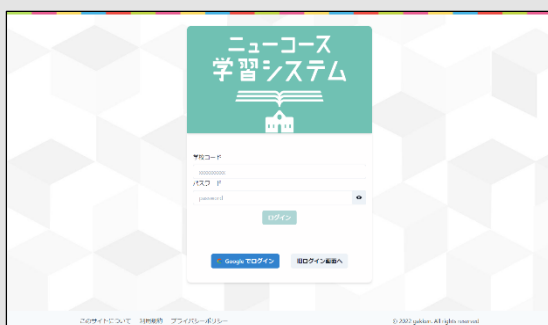 ニューコース
学習システム
学校コード
パスワード
password
ログイン
Google でログイン
旧ログイン画面へ
このサイトについて 利用規約 プライバシーポリシー
© 2022 gakken. All rights reserved.